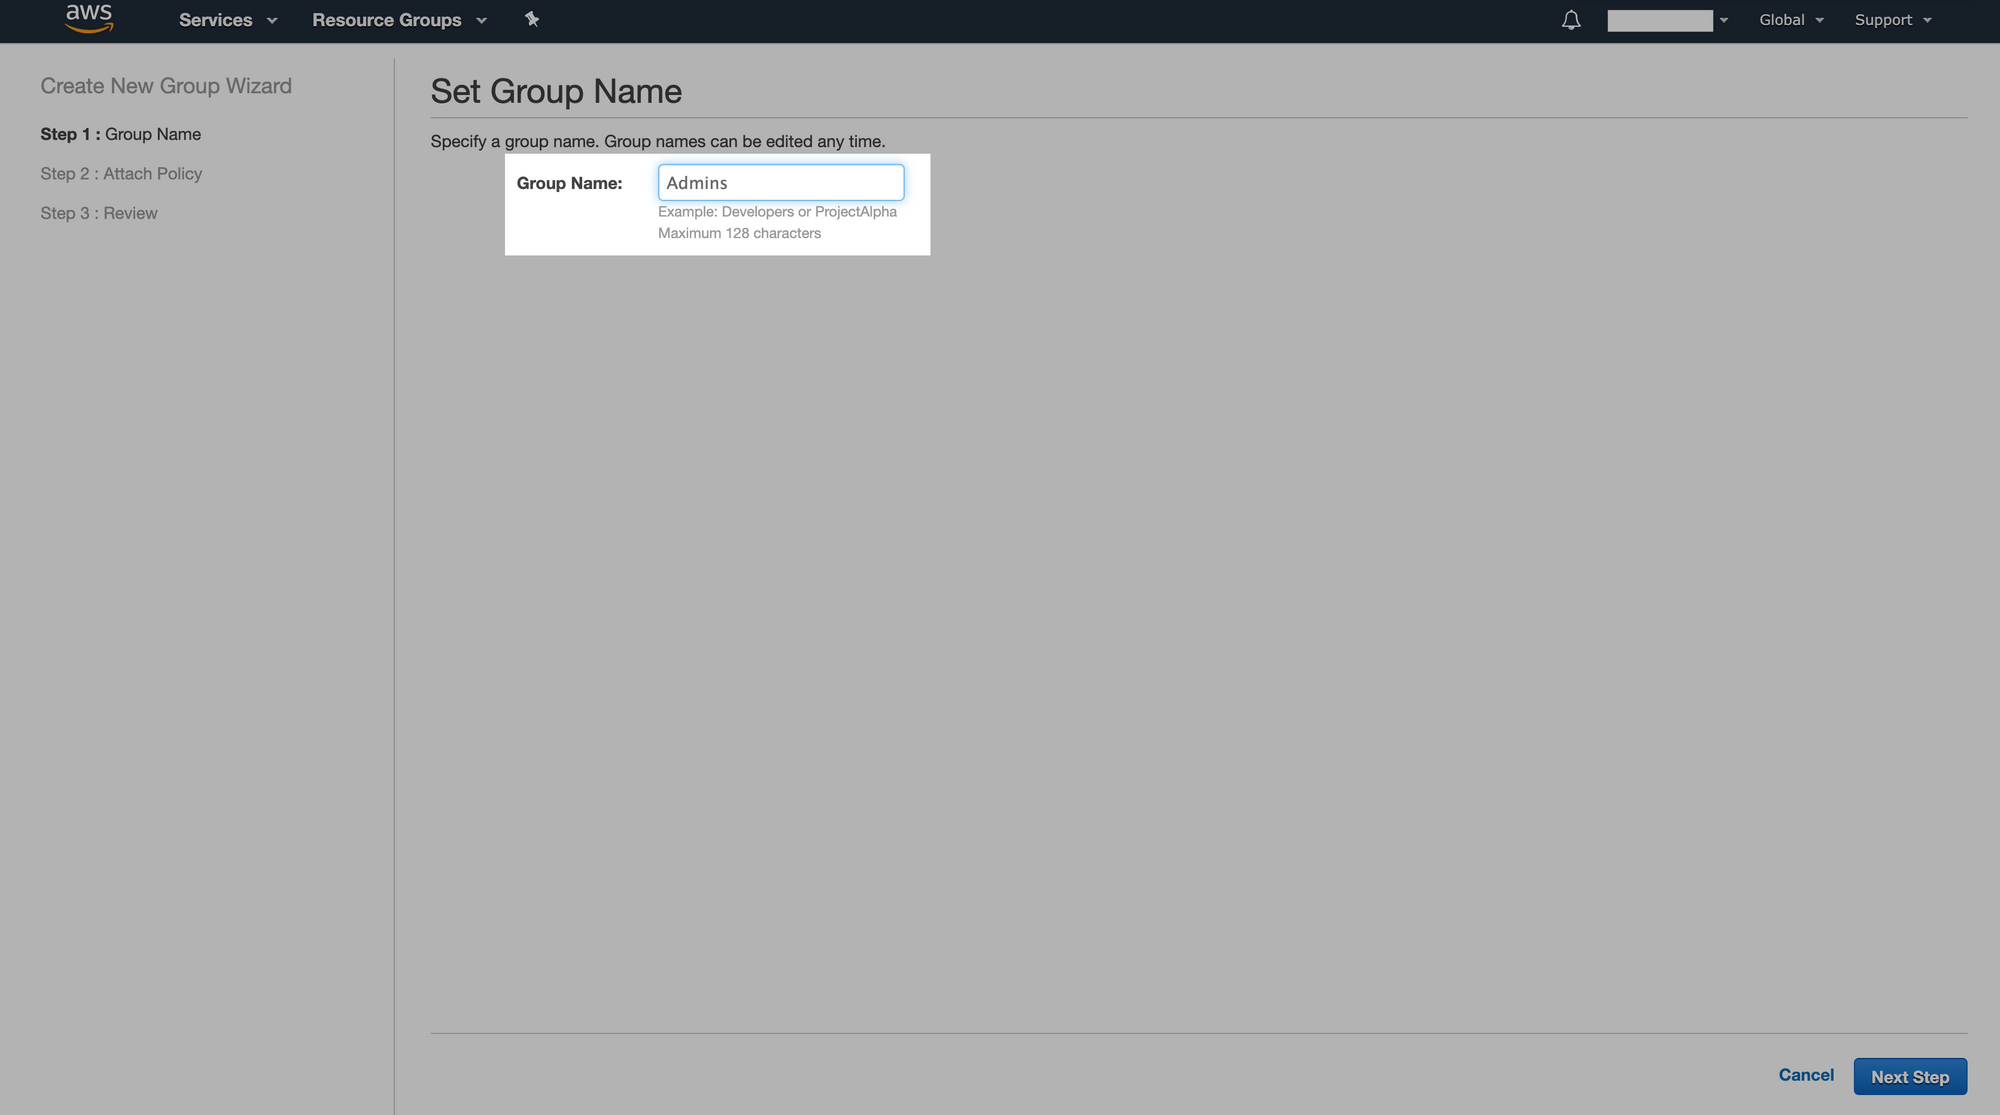 aws Services Resource Groups Global Support
Create New Group Wizard
Step 1 : Group Name
Step 2 : Attach Policy
Step 3 : Review
Set Group Name
Specify a group name. Group names can be edited any time.
Group Name: Admins
Example: Developers or ProjectAlpha
Maximum 128 characters
Cancel Next Step